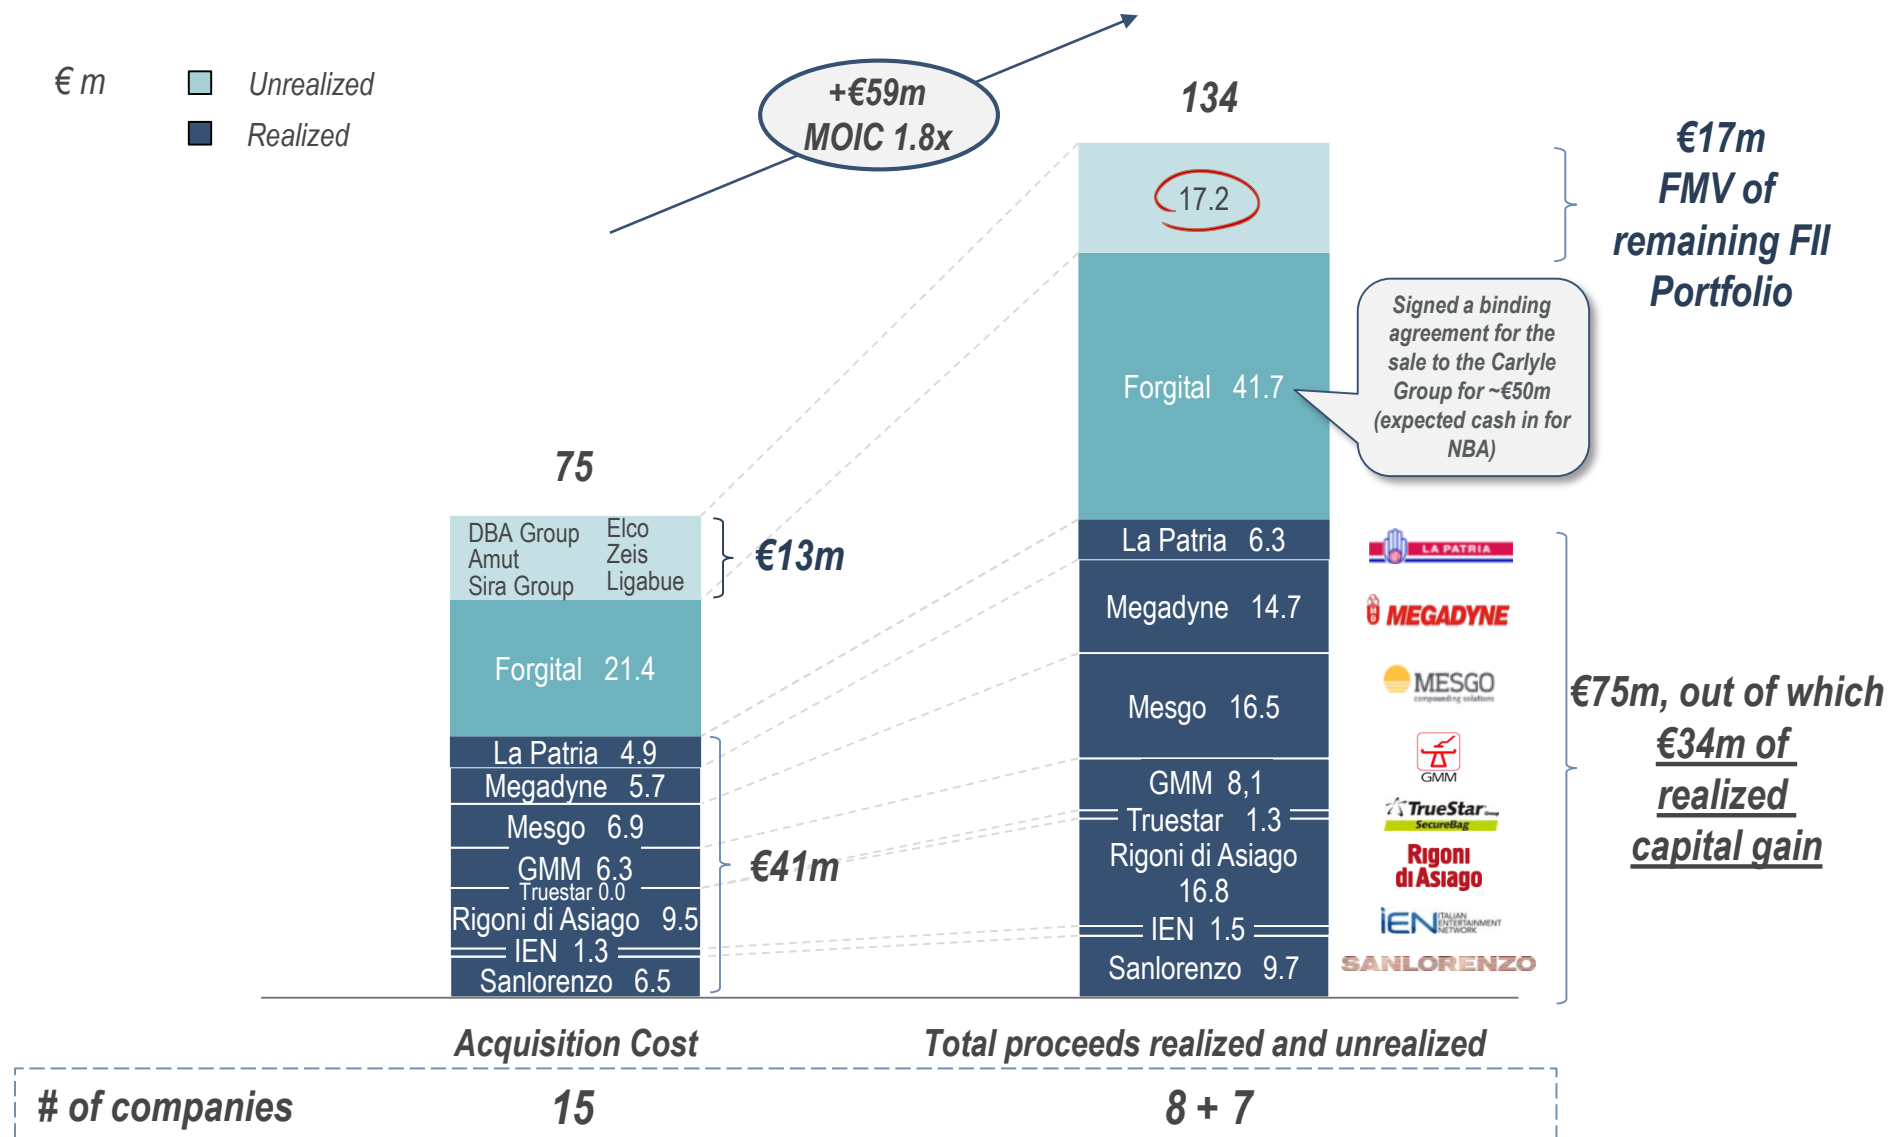 € m
Unrealized
Realized
+€59m
MOIC 1.8x
134
17.2
€17m
FMV of
remaining FII
Portfolio
Forgital 41.7
Signed a binding
agreement for the
sale to the Carlyle
Group for ~€50m
(expected cash in for
NBA)
75
DBA Group
Amut
Sira Group
Elco
Zeis
Ligabue
€13m
Forgital 21.4
La Patria 4.9
Megadyne 5.7
Mesgo 6.9
GMM 6.3
Truestar 0.0
Rigoni di Asiago 9.5
IEN 1.3
Sanlorenzo 6.5
€41m
La Patria 6.3
Megadyne 14.7
Mesgo 16.5
GMM 8,1
Truestar 1.3
Rigoni di Asiago
16.8
IEN 1.5
Sanlorenzo 9.7
LA PATRIA
MEGADYNE
MESGO
compounding solutions
GMM
TrueStar Group
SecureBag
Rigoni
di Asiago
iEN ITALIAN
ENTERTAINMENT
NETWORK
SANLORENZO
€75m, out of which
€34m of
realized
capital gain
Acquisition Cost
Total proceeds realized and unrealized
# of companies
15
8 + 7